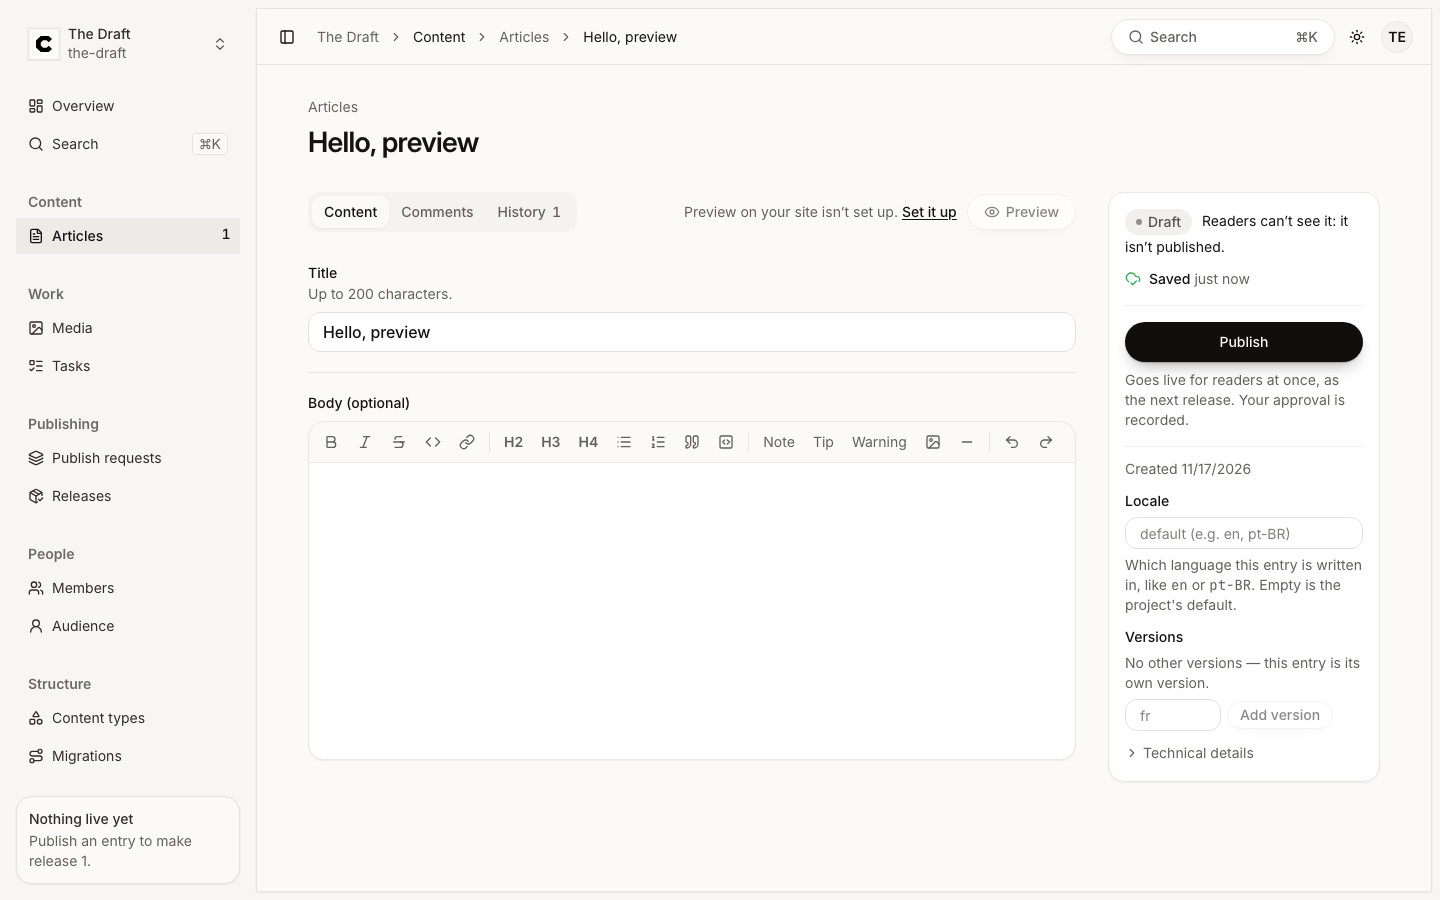 The Draft
the-draft
Overview
Search ⌘K
Content
Articles 1
Work
Media
Tasks
Publishing
Publish requests
Releases
People
Members
Audience
Structure
Content types
Migrations
Nothing live yet
Publish an entry to make
release 1.
The Draft > Content > Articles > Hello, preview
Search ⌘K
TE
Articles
Hello, preview
Content Comments History 1
Preview on your site isn’t set up. Set it up Preview
Title
Up to 200 characters.
Hello, preview
Body (optional)
H2 H3 H4 Note Tip Warning
Draft Readers can’t see it: it
isn’t published.
Saved just now
Publish
Goes live for readers at once, as
the next release. Your approval is
recorded.
Created 11/17/2026
Locale
default (e.g. en, pt-BR)
Which language this entry is written
in, like en or pt-BR. Empty is the
project's default.
Versions
No other versions — this entry is its
own version.
fr Add version
Technical details